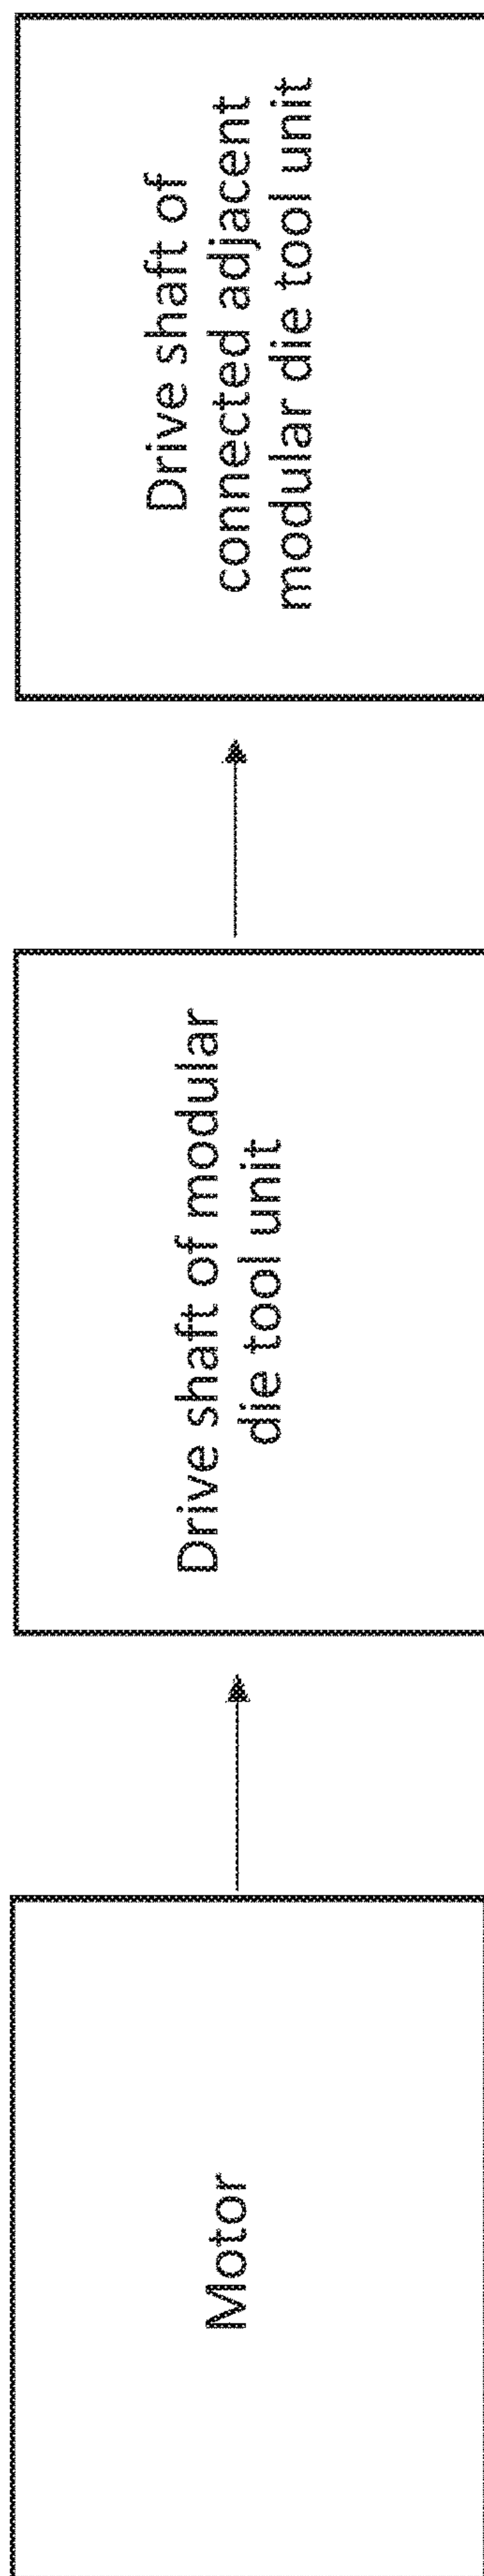 Motor
Drive shaft of modular
die tool unit
Drive shaft of
connected adjacent
modular die tool unit